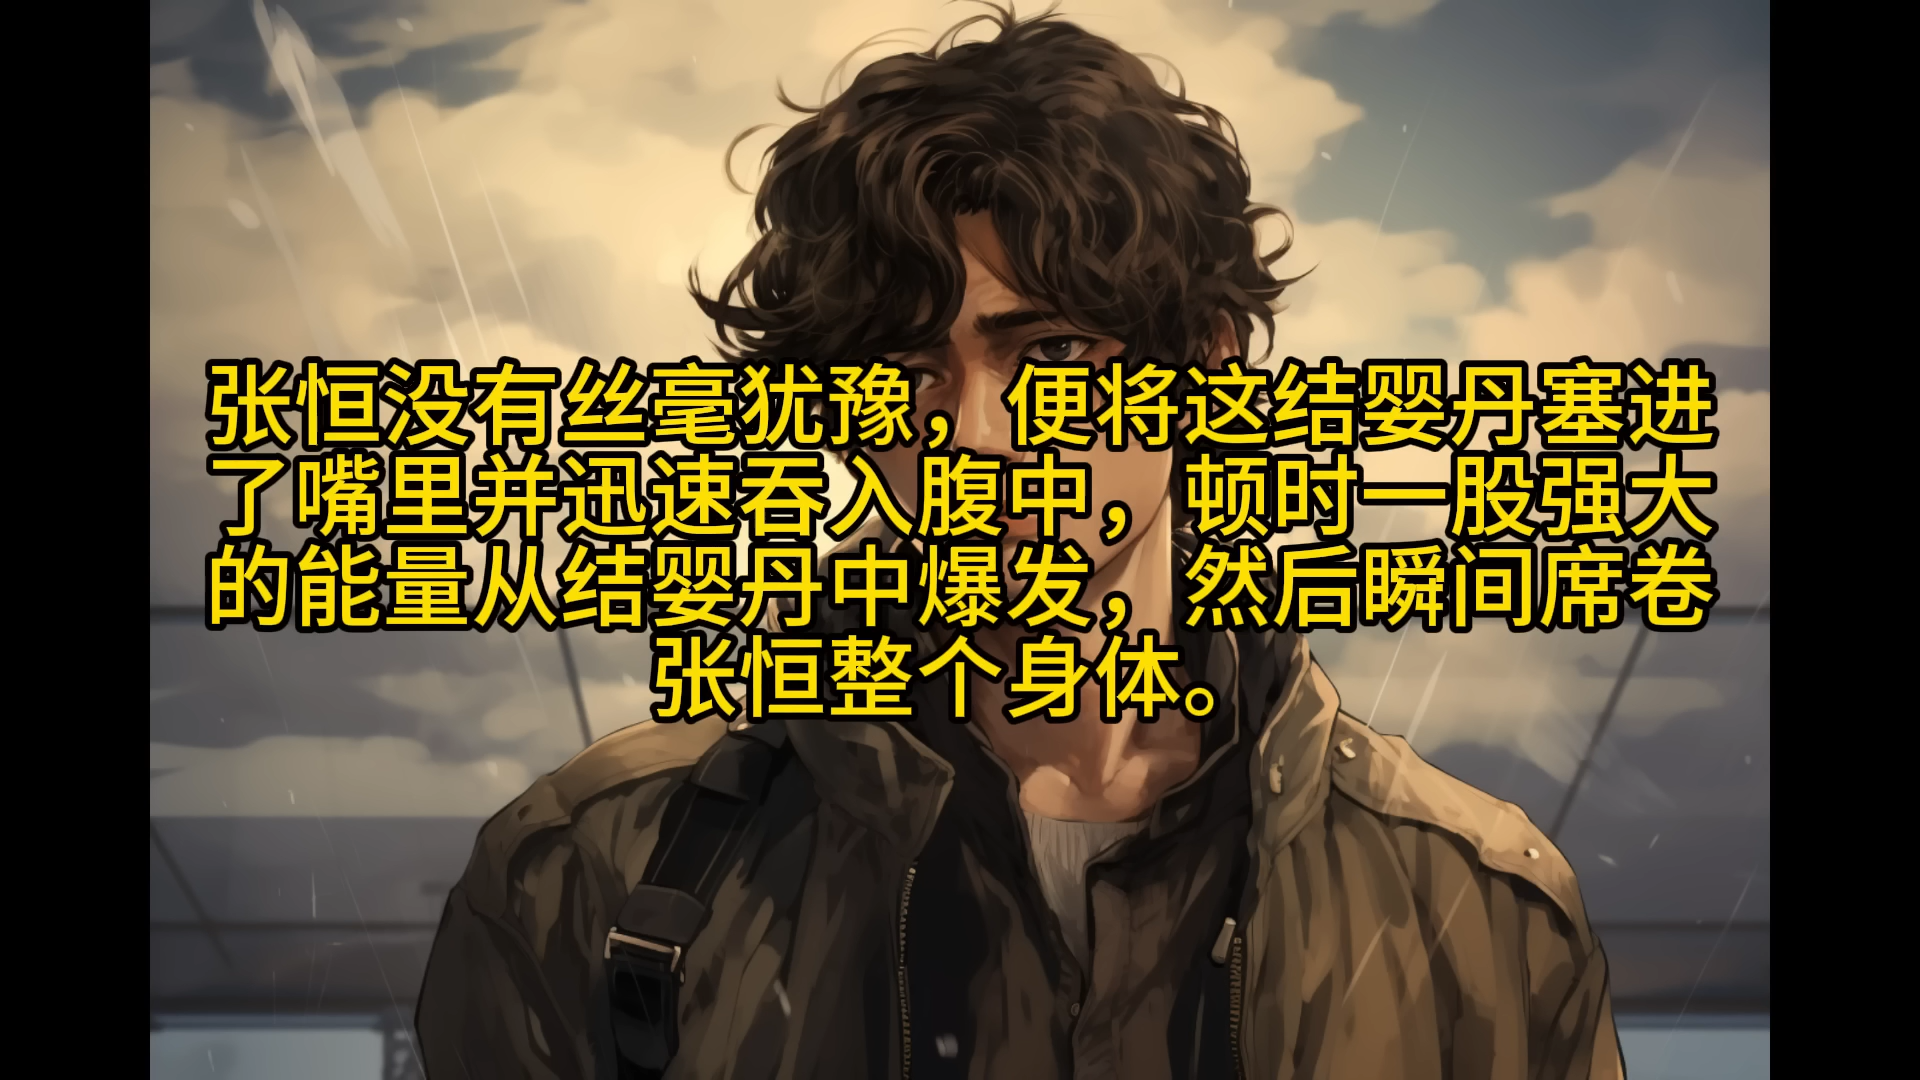 张恒没有丝毫犹豫，便将这结婴丹塞进
了嘴里并迅速吞入腹中，顿时一股强大
的能量从结婴丹中爆发，然后瞬间席卷
张恒整个身体。